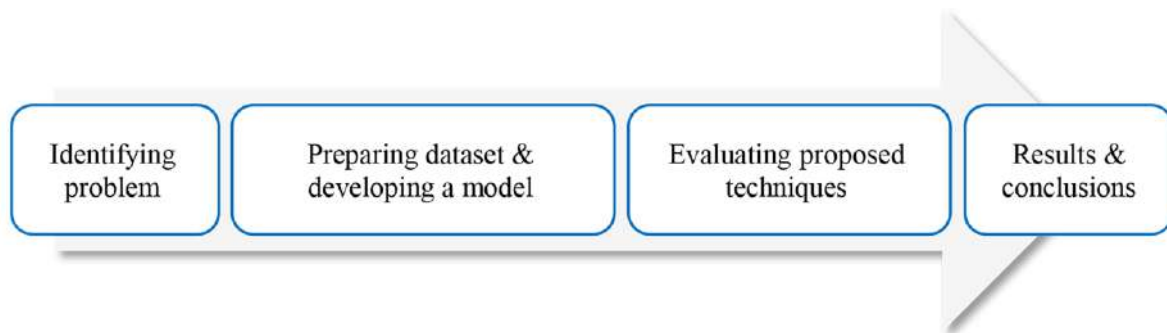 Identifying
problem
Preparing dataset &
developing a model
Evaluating proposed
techniques
Results &
conclusions